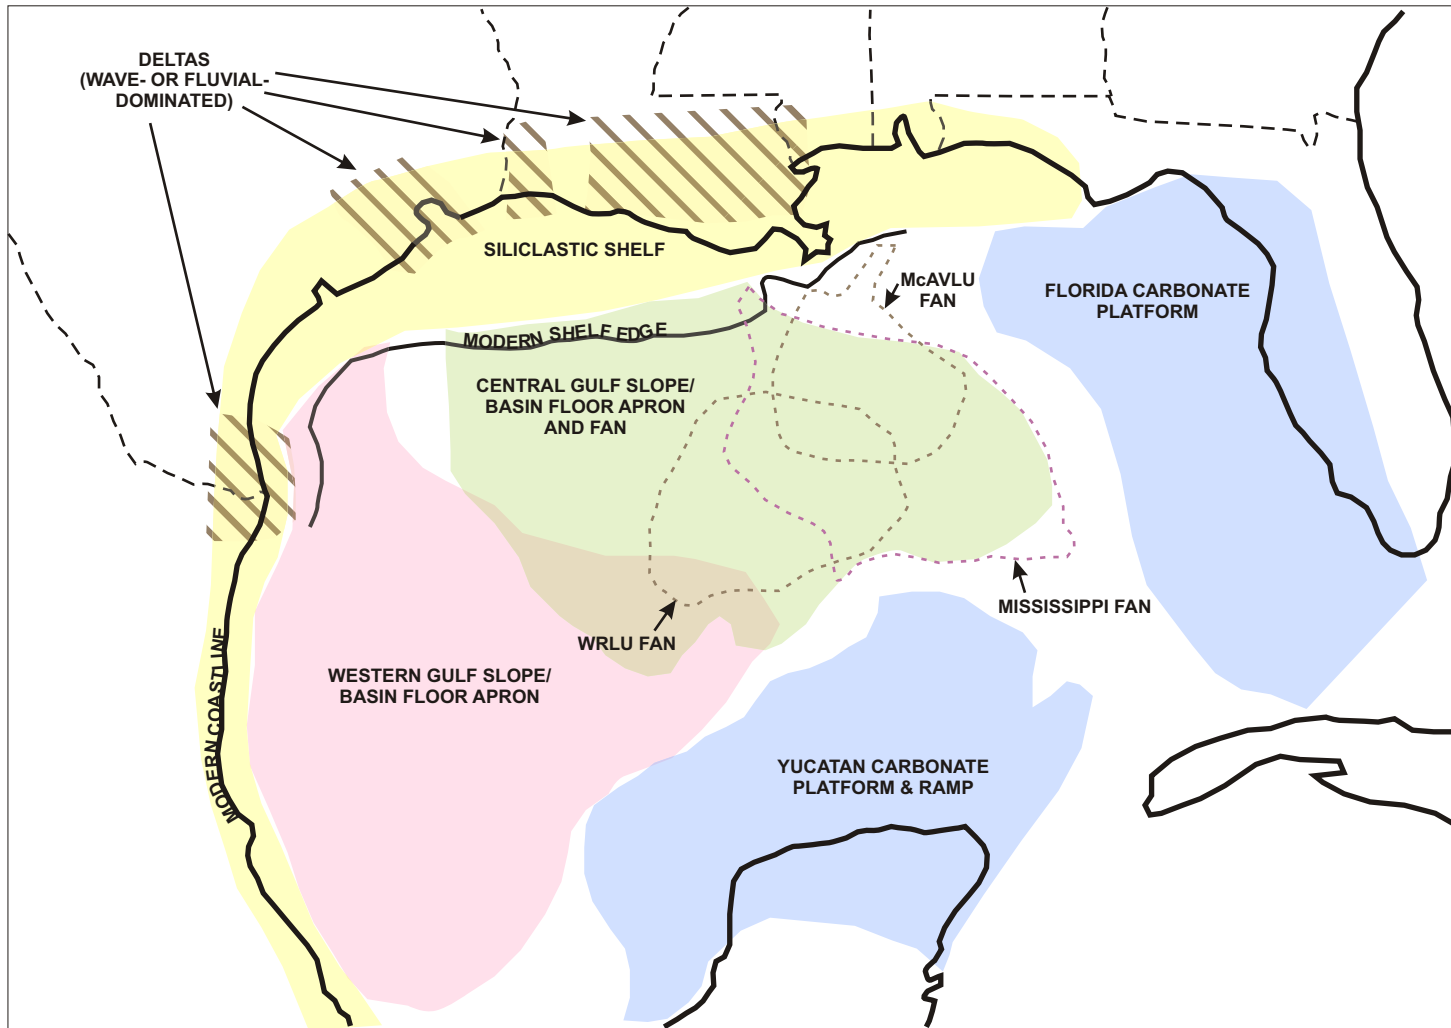 DELTAS
(WAVE- OR FLUVIAL-
DOMINATED)
SILICLASTIC SHELF
McAVLU
FAN
FLORIDA CARBONATE
PLATFORM
MODERN SHELF EDGE
CENTRAL GULF SLOPE/
BASIN FLOOR APRON
AND FAN
MISSISSIPPI FAN
WRLU FAN
WESTERN GULF SLOPE/
BASIN FLOOR APRON
MODERN COASTLINE
YUCATAN CARBONATE
PLATFORM & RAMP